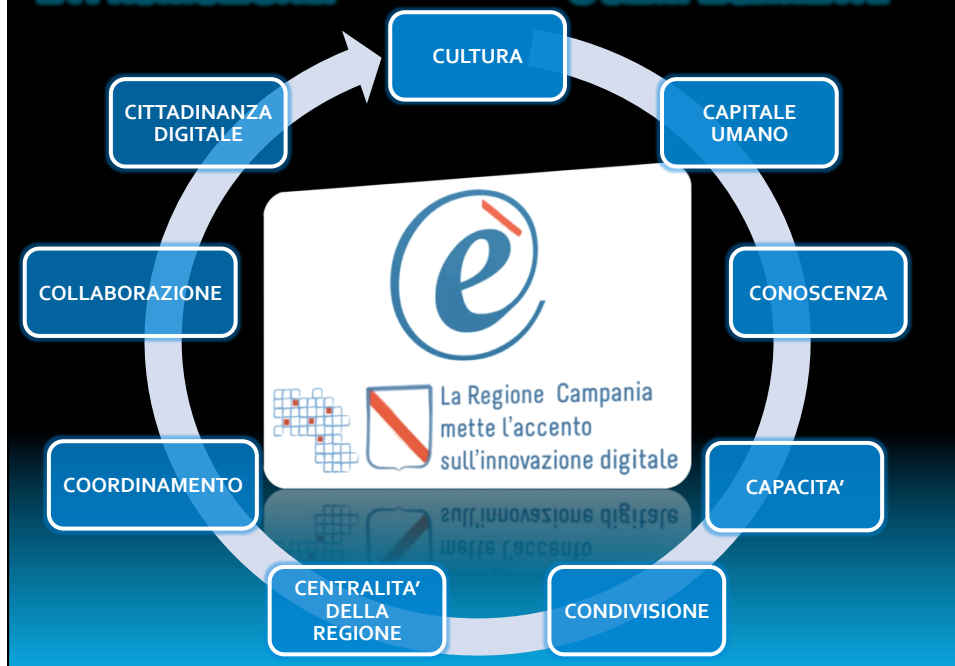 CULTURA
CAPITALE
UMANO
CONOSCENZA
CAPACITA’
CONDIVISIONE
CENTRALITA’
DELLA
REGIONE
COORDINAMENTO
COLLABORAZIONE
CITTADINANZA
DIGITALE
è
La Regione Campania
mette l'accento
sull'innovazione digitale